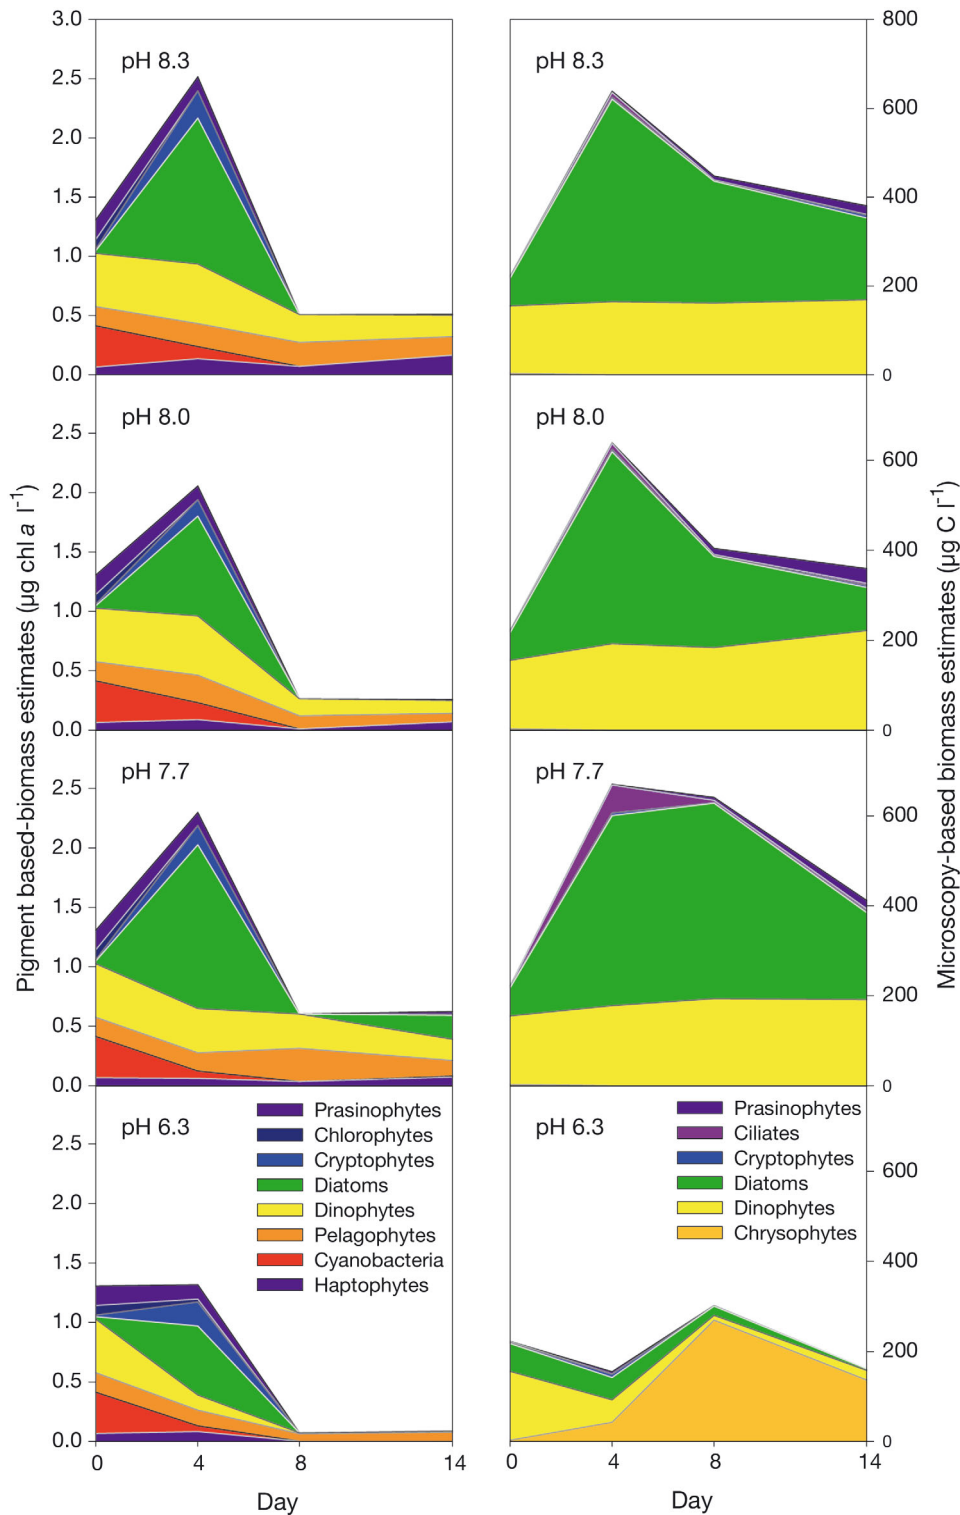 Pigment based-biomass estimates (µg chl a l-1)
3.0
2.5
2.0
1.5
1.0
0.5
0.0
pH 8.3
2.5
2.0
1.5
1.0
0.5
0.0
pH 8.0
2.5
2.0
1.5
1.0
0.5
0.0
pH 7.7
2.5
2.0
1.5
1.0
0.5
0.0
pH 6.3
Prasinophytes
Chlorophytes
Cryptophytes
Diatoms
Dinophytes
Pelagophytes
Cyanobacteria
Haptophytes
0 4 8 14
Day
pH 8.3
800
600
400
200
0
pH 8.0
600
400
200
0
pH 7.7
600
400
200
0
pH 6.3
Prasinophytes
Ciliates
Cryptophytes
Diatoms
Dinophytes
Chrysophytes
600
400
200
0
0 4 8 14
Day
Microscopy-based biomass estimates (µg C l-1)